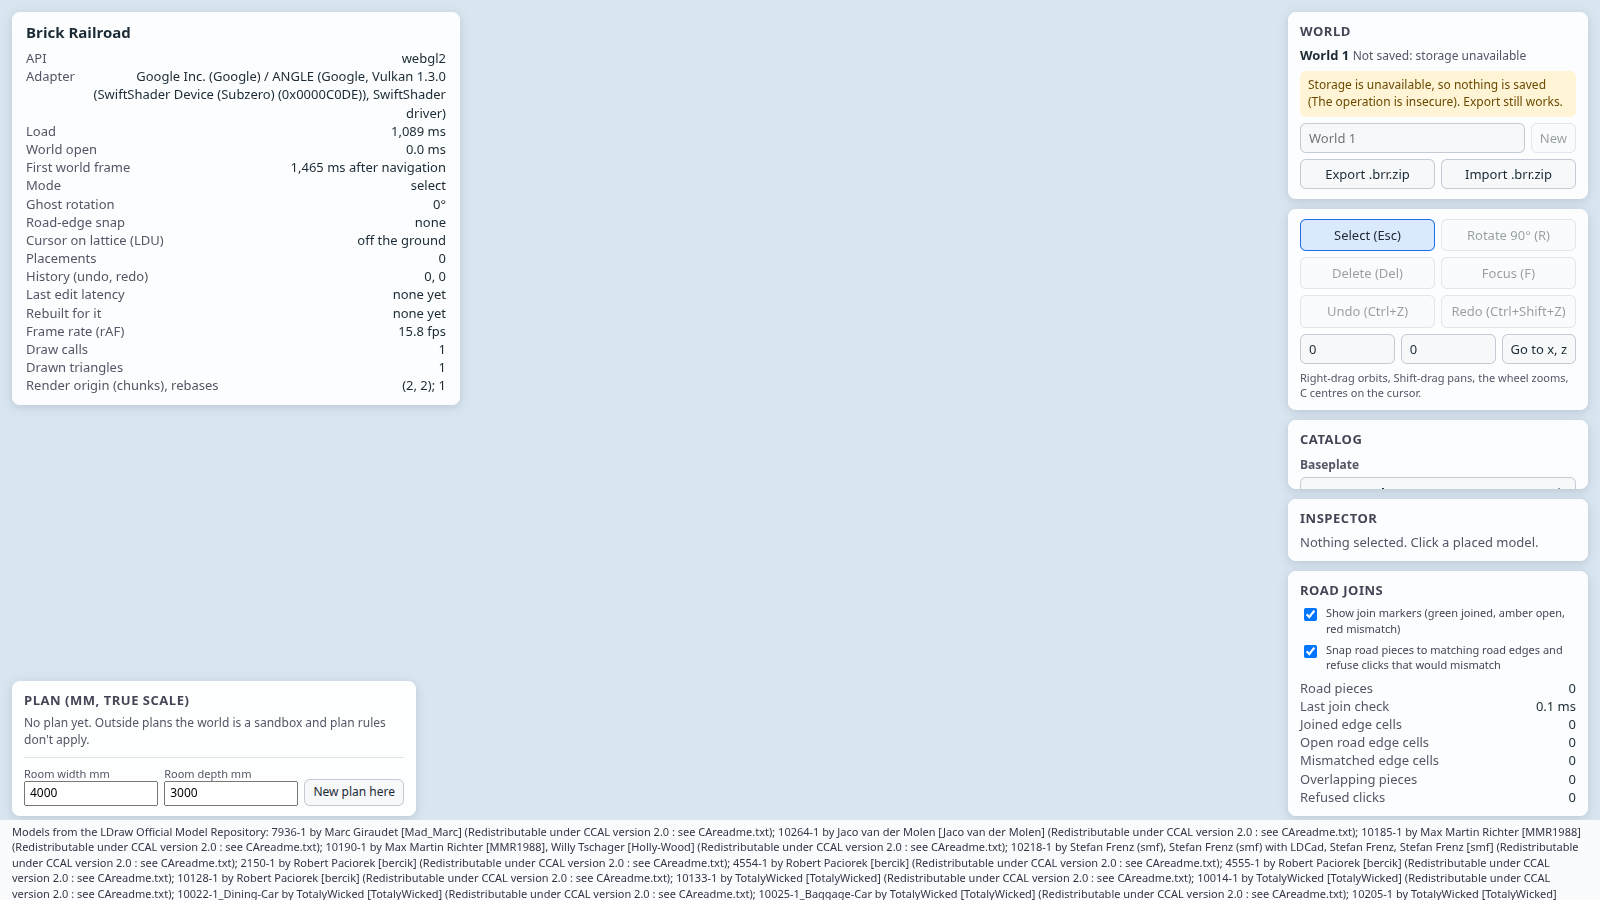 Brick Railroad
API webgl2
Adapter Google Inc. (Google) / ANGLE (Google, Vulkan 1.3.0
(SwiftShader Device (Subzero) (0x0000C0DE)), SwiftShader
driver)
Load 1,089 ms
World open 0.0 ms
First world frame 1,465 ms after navigation
Mode select
Ghost rotation 0°
Road-edge snap none
Cursor on lattice (LDU) off the ground
Placements 0
History (undo, redo) 0, 0
Last edit latency none yet
Rebuilt for it none yet
Frame rate (rAF) 15.8 fps
Draw calls 1
Drawn triangles 1
Render origin (chunks), rebases (2, 2); 1
PLAN (MM, TRUE SCALE)
No plan yet. Outside plans the world is a sandbox and plan rules
don't apply.
Room width mm Room depth mm
4000 3000 New plan here
WORLD
World 1 Not saved: storage unavailable
Storage is unavailable, so nothing is saved
(The operation is insecure). Export still works.
World 1 New
Export .brr.zip Import .brr.zip
Select (Esc) Rotate 90° (R)
Delete (Del) Focus (F)
Undo (Ctrl+Z) Redo (Ctrl+Shift+Z)
0 0 Go to x, z
Right-drag orbits, Shift-drag pans, the wheel zooms,
C centres on the cursor.
CATALOG
Baseplate
INSPECTOR
Nothing selected. Click a placed model.
ROAD JOINS
Show join markers (green joined, amber open,
red mismatch)
Snap road pieces to matching road edges and
refuse clicks that would mismatch
Road pieces 0
Last join check 0.1 ms
Joined edge cells 0
Open road edge cells 0
Mismatched edge cells 0
Overlapping pieces 0
Refused clicks 0
Models from the LDraw Official Model Repository: 7936-1 by Marc Giraudet [Mad_Marc] (Redistributable under CCAL version 2.0 : see CAreadme.txt); 10264-1 by Jaco van der Molen [Jaco van der Molen] (Redistributable under CCAL version 2.0 : see CAreadme.txt); 10185-1 by Max Martin Richter [MMR1988]
(Redistributable under CCAL version 2.0 : see CAreadme.txt); 10190-1 by Max Martin Richter [MMR1988], Willy Tschager [Holly-Wood] (Redistributable under CCAL version 2.0 : see CAreadme.txt); 10218-1 by Stefan Frenz (smf), Stefan Frenz (smf) with LDCad, Stefan Frenz, Stefan Frenz [smf] (Redistributable
under CCAL version 2.0 : see CAreadme.txt); 2150-1 by Robert Paciorek [bercik] (Redistributable under CCAL version 2.0 : see CAreadme.txt); 4554-1 by Robert Paciorek [bercik] (Redistributable under CCAL version 2.0 : see CAreadme.txt); 4555-1 by Robert Paciorek [bercik] (Redistributable under CCAL
version 2.0 : see CAreadme.txt); 10128-1 by Robert Paciorek [bercik] (Redistributable under CCAL version 2.0 : see CAreadme.txt); 10133-1 by TotalyWicked [TotalyWicked] (Redistributable under CCAL version 2.0 : see CAreadme.txt); 10014-1 by TotalyWicked [TotalyWicked] (Redistributable under CCAL
version 2.0 : see CAreadme.txt); 10022-1_Dining-Car by TotalyWicked [TotalyWicked] (Redistributable under CCAL version 2.0 : see CAreadme.txt); 10025-1_Baggage-Car by TotalyWicked [TotalyWicked] (Redistributable under CCAL version 2.0 : see CAreadme.txt); 10205-1 by TotalyWicked [TotalyWicked]